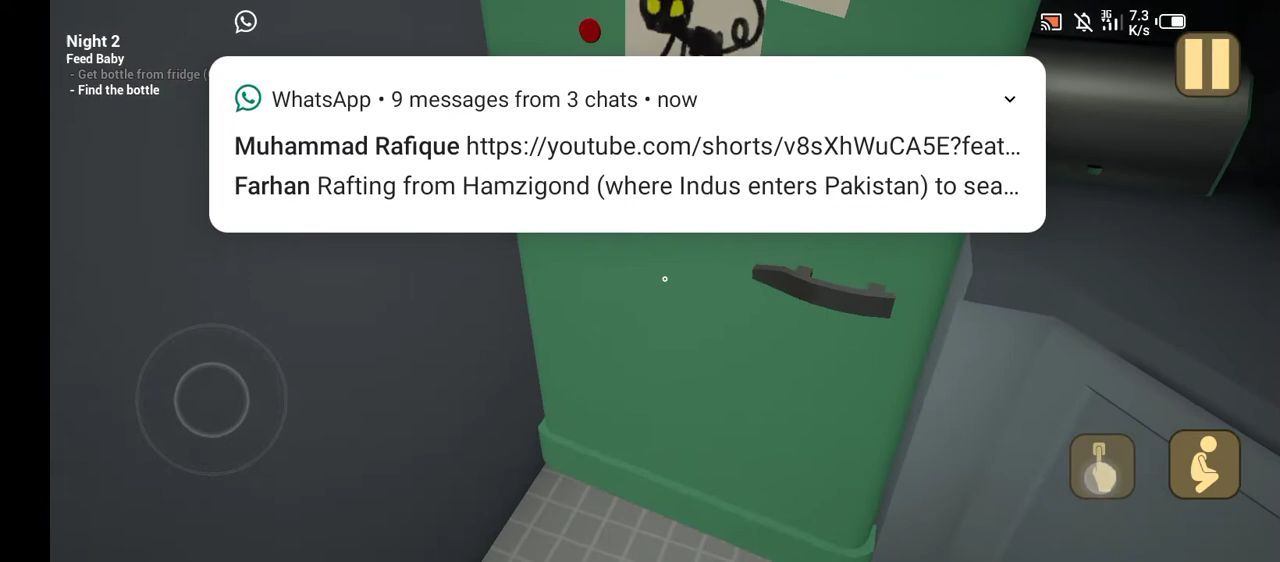 Night 2
Feed Baby
- Get bottle from fridge (
- Find the bottle
3G
7.3
K/s
WhatsApp • 9 messages from 3 chats • now
Muhammad Rafique https://youtube.com/shorts/v8sXhWuCA5E?feat...
Farhan Rafting from Hamzigond (where Indus enters Pakistan) to sea...